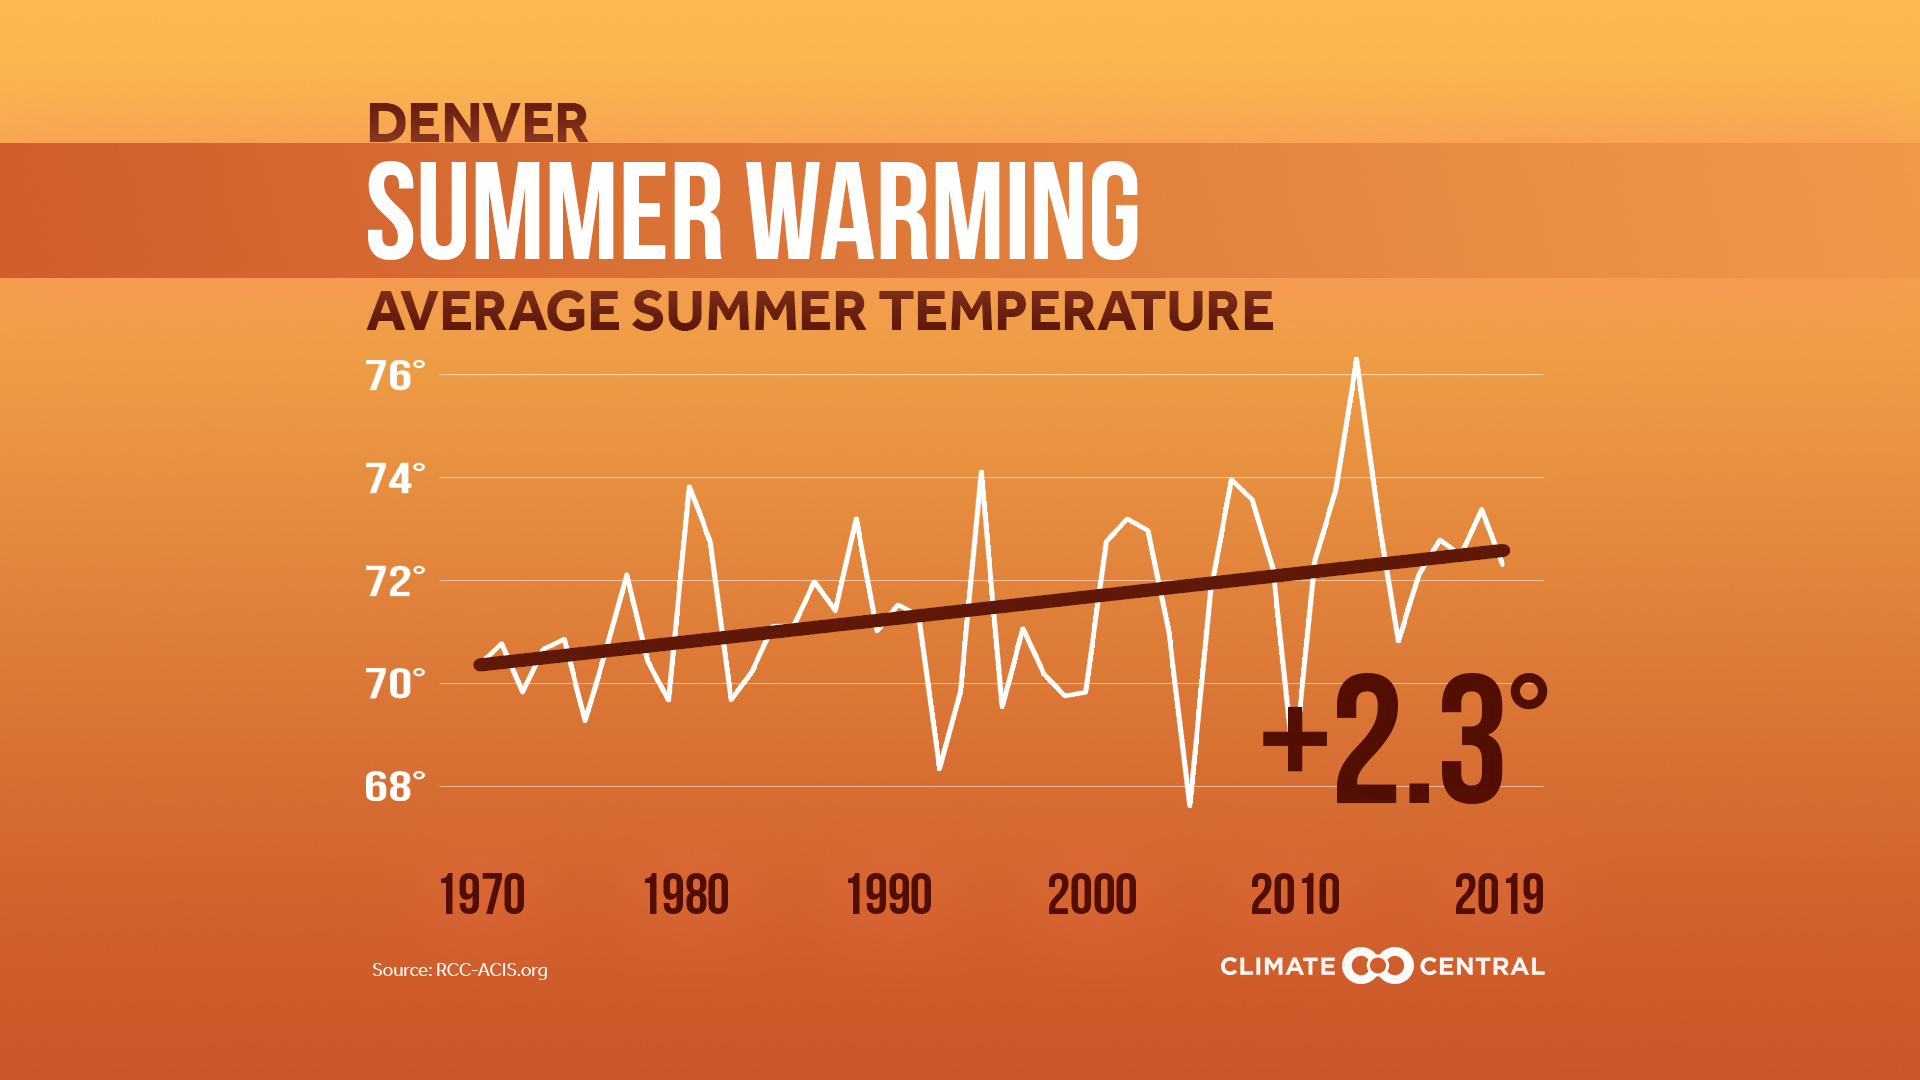 DENVER
SUMMER WARMING
AVERAGE SUMMER TEMPERATURE
76°
74°
72°
70°
68°
+2.3°
1970 1980 1990 2000 2010 2019
Source: RCC-ACIS.org
CLIMATE CENTRAL